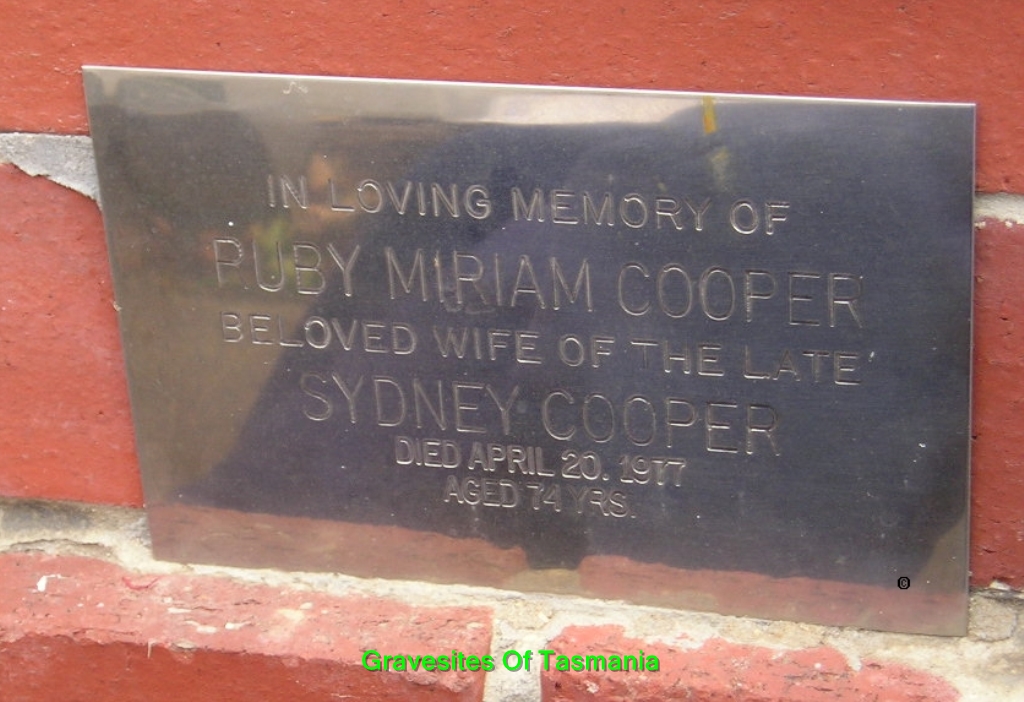 IN LOVING MEMORY OF
RUBY MIRIAM COOPER
BELOVED WIFE OF THE LATE
SYDNEY COOPER
DIED APRIL 20. 1977
AGED 74 YRS.
©
Gravesites Of Tasmania